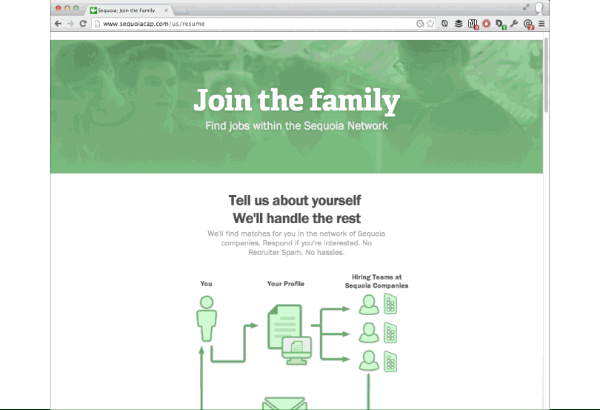 Sequoia: Join the family
www.sequoiacap.com/us/resume
Join the family
Find jobs within the Sequoia Network
Tell us about yourself
We'll handle the rest
We'll find matches for you in the network of Sequoia
companies. Respond if you're interested. No
Recruiter Spam. No hassles.
You
Your Profile
Hiring Teams at
Sequoia Companies